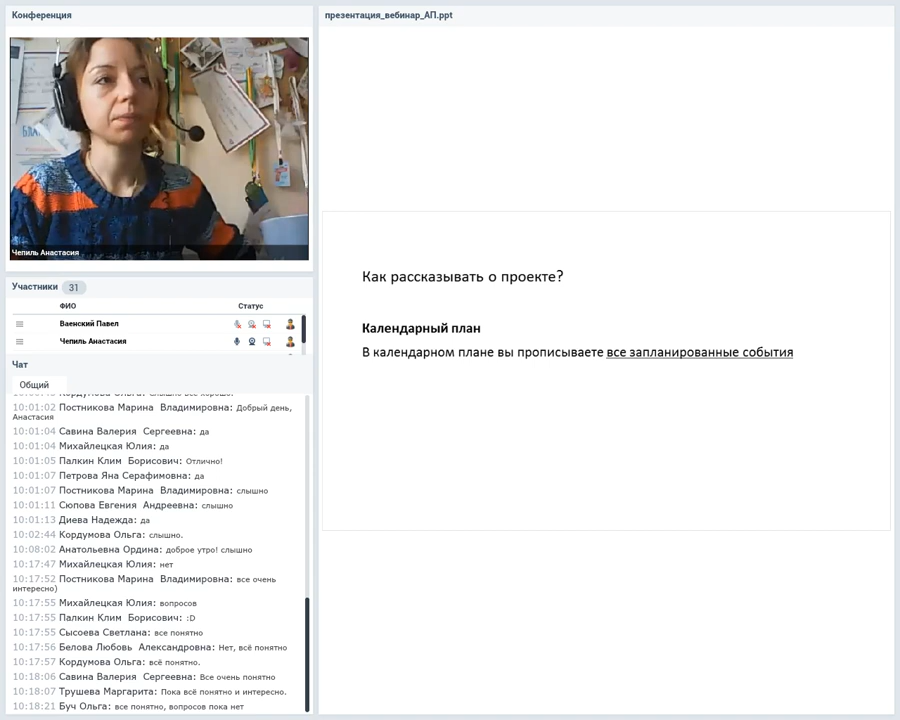 Конференция
Чепиль Анастасия
Участники 31
ФИО Статус
Ваенский Павел
Чепиль Анастасия
Чат
Общий
10:01:02 Постникова Марина Владимировна: Добрый день,
Анастасия
10:01:04 Савина Валерия Сергеевна: да
10:01:04 Михайлецкая Юлия: да
10:01:05 Палкин Клим Борисович: Отлично!
10:01:07 Петрова Яна Серафимовна: да
10:01:07 Постникова Марина Владимировна: слышно
10:01:11 Сюпова Евгения Андреевна: слышно
10:01:13 Диева Надежда: да
10:02:44 Кордумова Ольга: слышно.
10:08:02 Анатольевна Ордина: доброе утро! слышно
10:17:47 Михайлецкая Юлия: нет
10:17:52 Постникова Марина Владимировна: все очень
интересно)
10:17:55 Михайлецкая Юлия: вопросов
10:17:55 Палкин Клим Борисович: :D
10:17:55 Сысоева Светлана: все понятно
10:17:56 Белова Любовь Александровна: Нет, всё понятно
10:17:57 Кордумова Ольга: всё понятно.
10:18:06 Савина Валерия Сергеевна: Все очень понятно
10:18:07 Трушева Маргарита: Пока всё понятно и интересно.
10:18:21 Буч Ольга: все понятно, вопросов пока нет
презентация_вебинар_АП.ppt
Как рассказывать о проекте?
Календарный план
В календарном плане вы прописываете все запланированные события